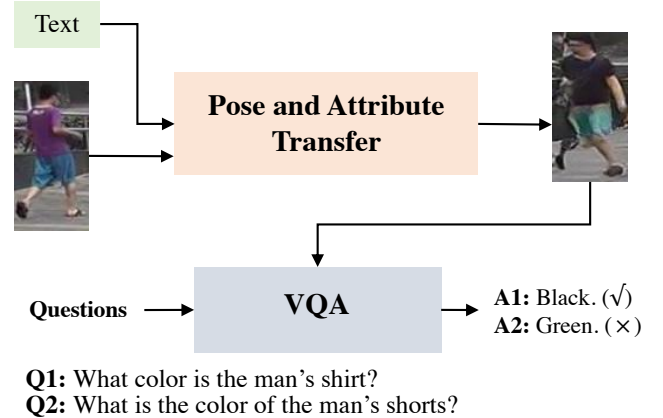 Text
Pose and Attribute
Transfer
Questions
VQA
A1: Black. (√)
A2: Green. (×)
Q1: What color is the man’s shirt?
Q2: What is the color of the man’s shorts?